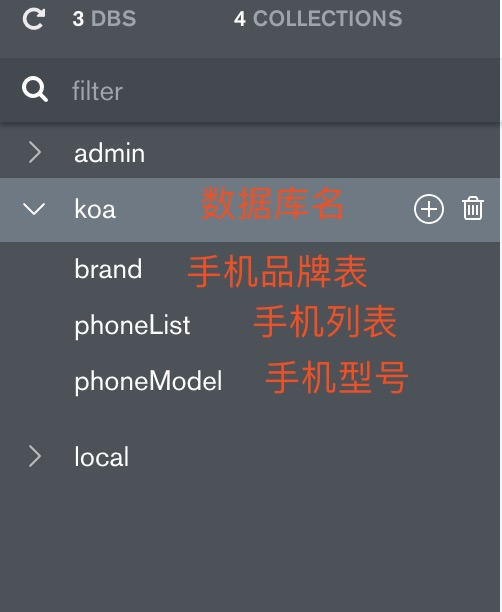 3 DBS 4 COLLECTIONS
filter
admin
koa 数据库名
brand 手机品牌表
phoneList 手机列表
phoneModel 手机型号
local